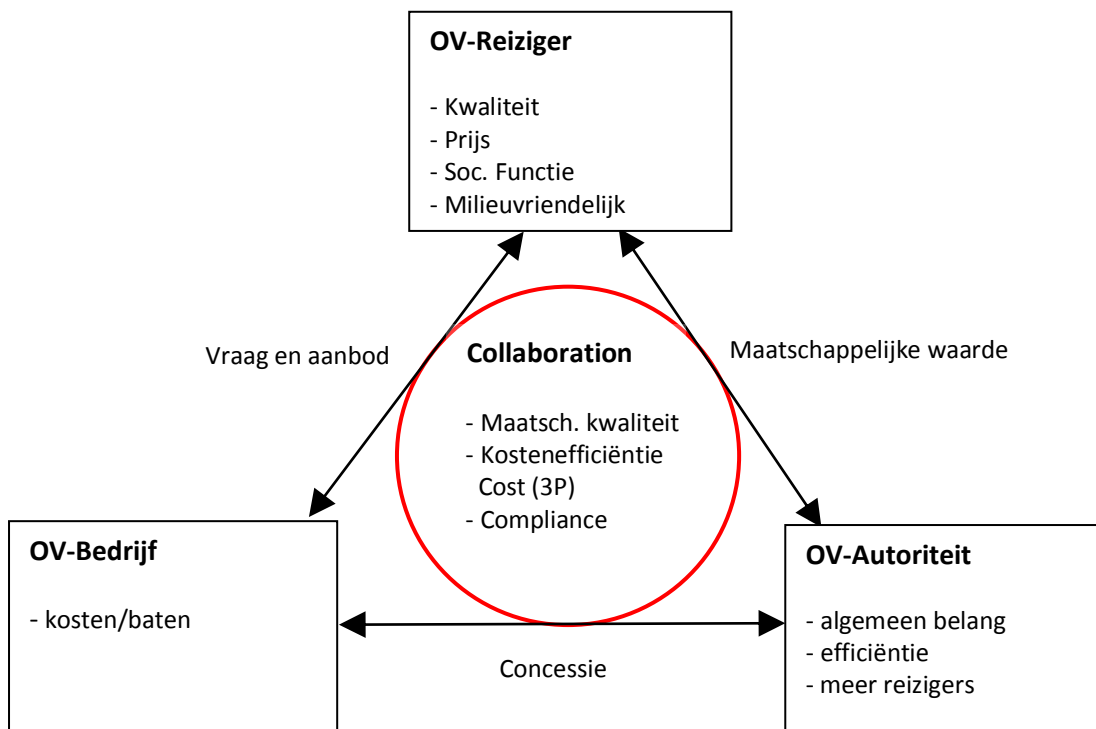 OV-Reiziger
- Kwaliteit
- Prijs
- Soc. Functie
- Milieuvriendelijk
Vraag en aanbod
Maatschappelijke waarde
Collaboration
- Maatsch. kwaliteit
- Kostenefficiëntie
Cost (3P)
- Compliance
OV-Bedrijf
- kosten/baten
Concessie
OV-Autoriteit
- algemeen belang
- efficiëntie
- meer reizigers